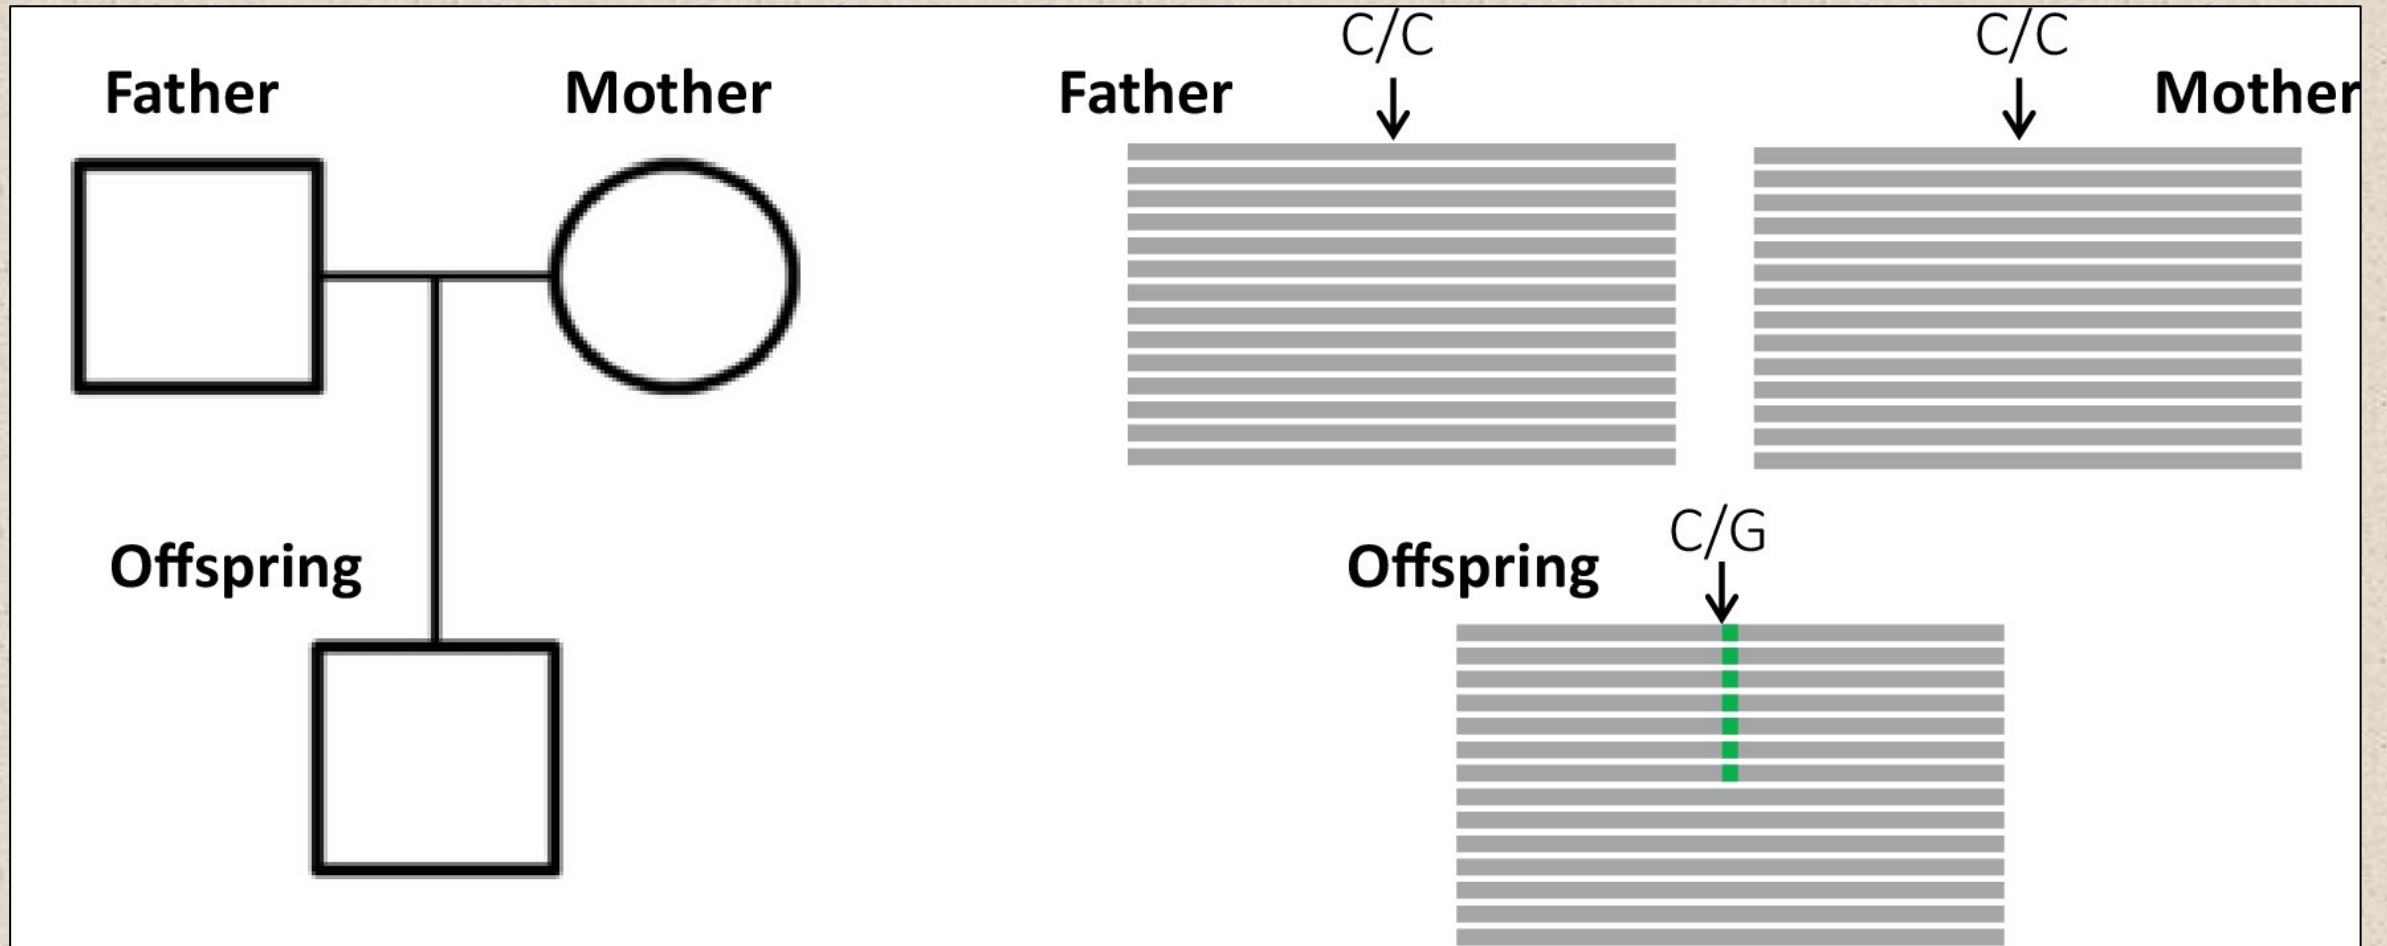 Father
Mother
Offspring
C/C
Father
C/C
Mother
C/G
Offspring